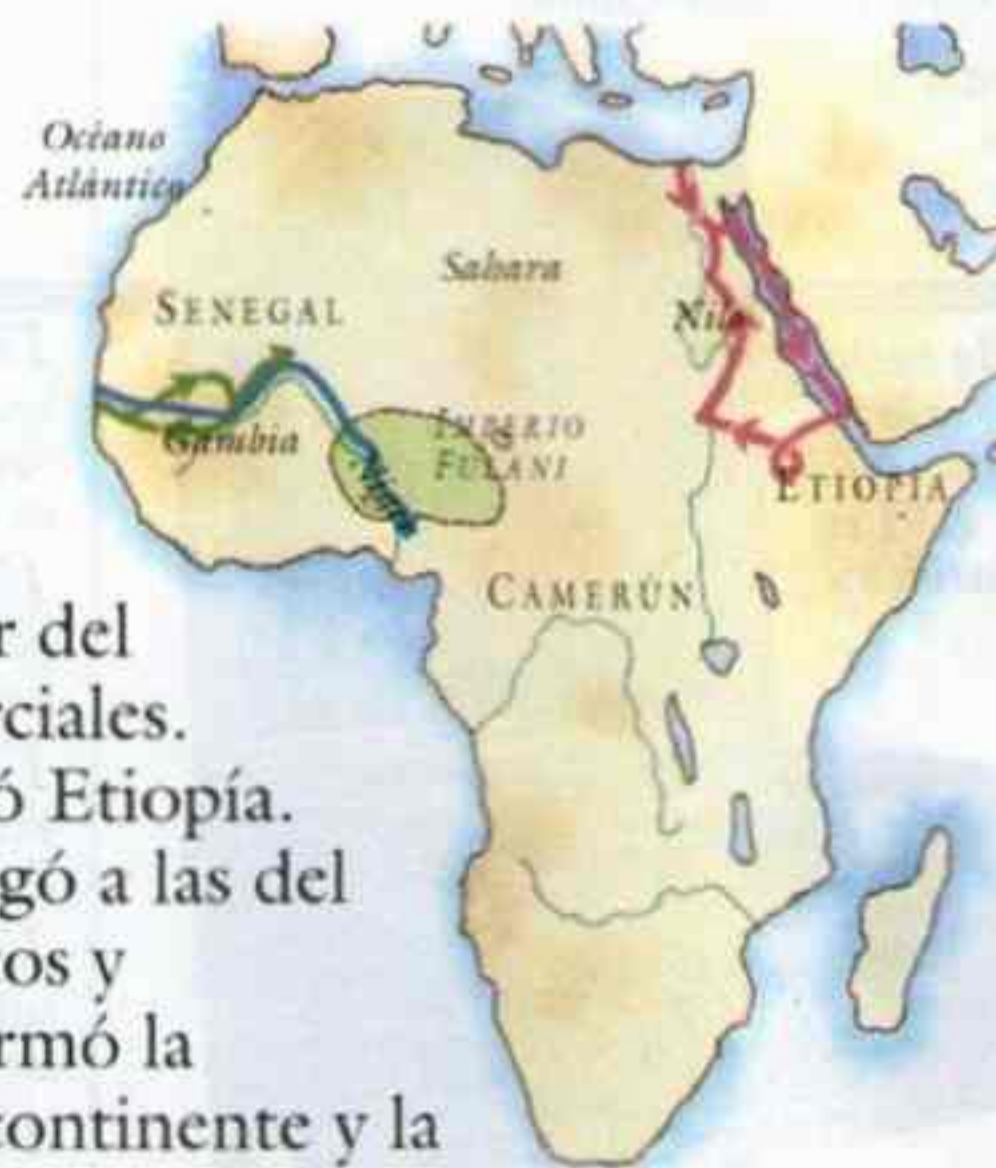 Océano
Atlántico
Sahara
SENEGAL
Nilo
Gambia
IMPERIO
FULANI
Níger
ETIOPÍA
CAMERÚN
r del
rciales.
ó Etiopía.
gó a las del
os y
rmó la
continente y la